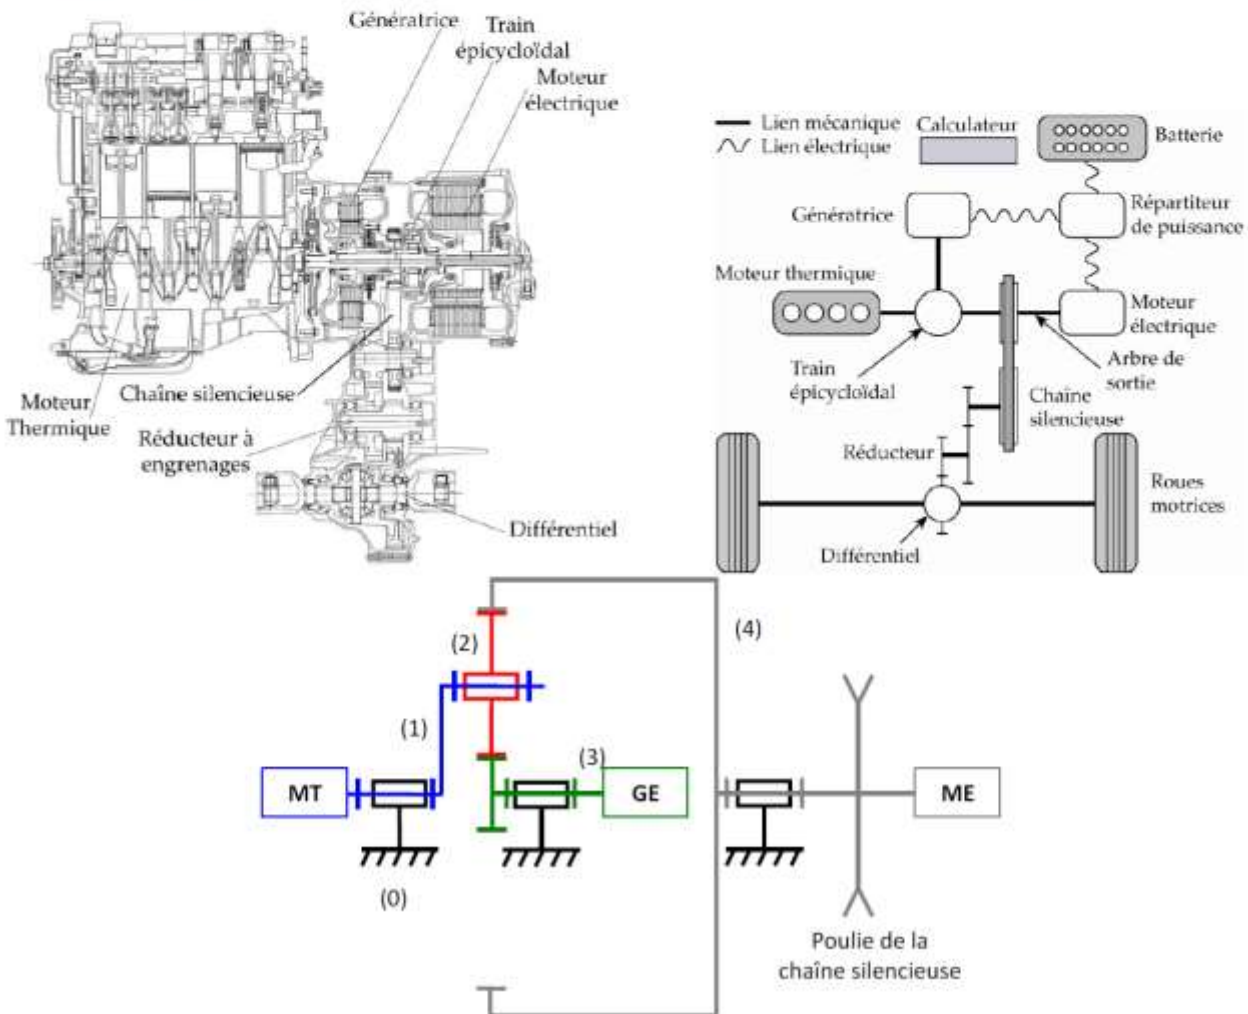 Génératrice
Train
épicycloïdal
Moteur
électrique
Moteur
Thermique
Chaîne silencieuse
Réducteur à
engrenages
Différentiel
Lien mécanique
Lien électrique
Calculateur
Batterie
Génératrice
Répartiteur
de puissance
Moteur thermique
Moteur
électrique
Train
épicycloïdal
Arbre de
sortie
Chaîne
silencieuse
Réducteur
Roues
motrices
Différentiel
(2)
(4)
(1)
(3)
MT
GE
ME
(0)
Poulie de la
chaîne silencieuse